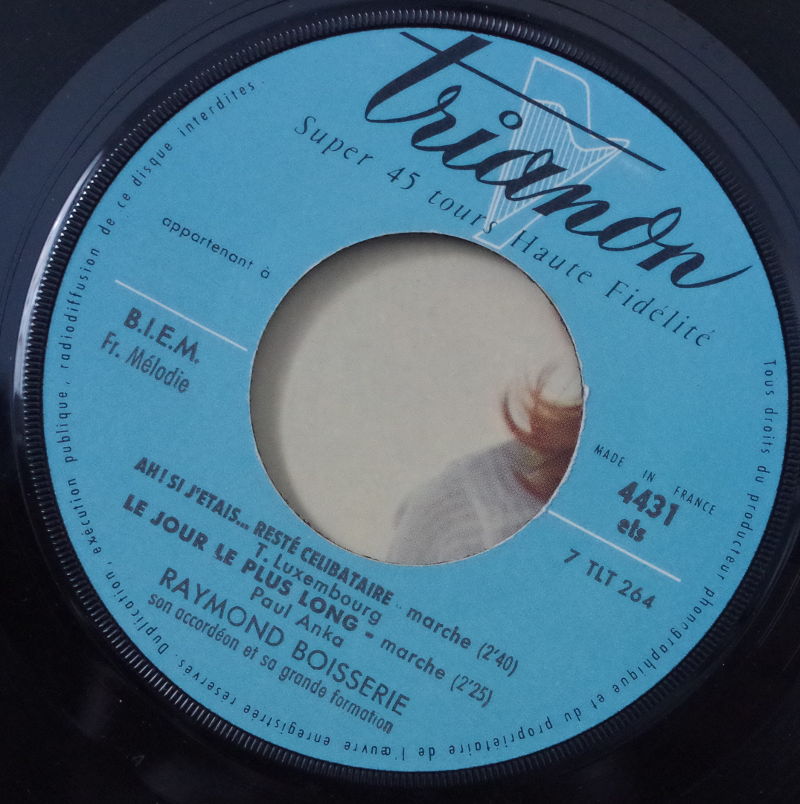 trianon
Super 45 tours Haute Fidélité
appartenant à
B.I.E.M.
Fr. Mélodie
MADE IN FRANCE
4431
els
7 TLT 264
AH! SI J'ETAIS... RESTÉ CELIBATAIRE .. marche (2'40)
T. Luxembourg
LE JOUR LE PLUS LONG - marche (2'25)
Paul Anka
RAYMOND BOISSERIE
son accordéon et sa grande formation
Tous droits du producteur phonographique et du propriétaire de l'œuvre enregistrée réservés. Duplication, exécution publique, radiodiffusion de ce disque interdites.